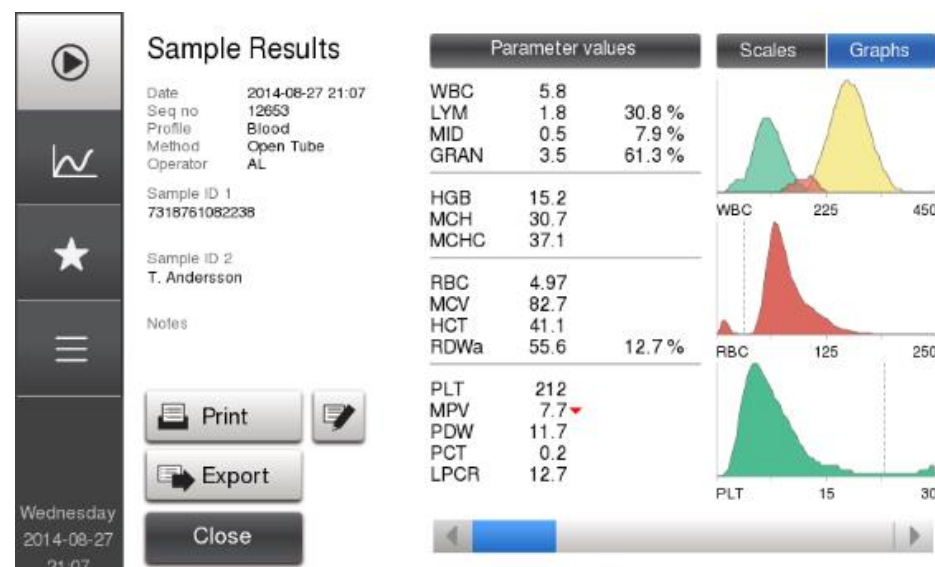 Sample Results
Date 2014-08-27 21:07
Seq no 12653
Profile Blood
Method Open Tube
Operator AL
Sample ID 1
7318761082238
Sample ID 2
T. Andersson
Notes
Print
Export
Close
Wednesday
2014-08-27
21:07
Parameter values
WBC 5.8
LYM 1.8 30.8 %
MID 0.5 7.9 %
GRAN 3.5 61.3 %
HGB 15.2
MCH 30.7
MCHC 37.1
RBC 4.97
MCV 82.7
HCT 41.1
RDWa 55.6 12.7 %
PLT 212
MPV 7.7
PDW 11.7
PCT 0.2
LPCR 12.7
Scales Graphs
WBC 225 450
RBC 125 250
PLT 15 30